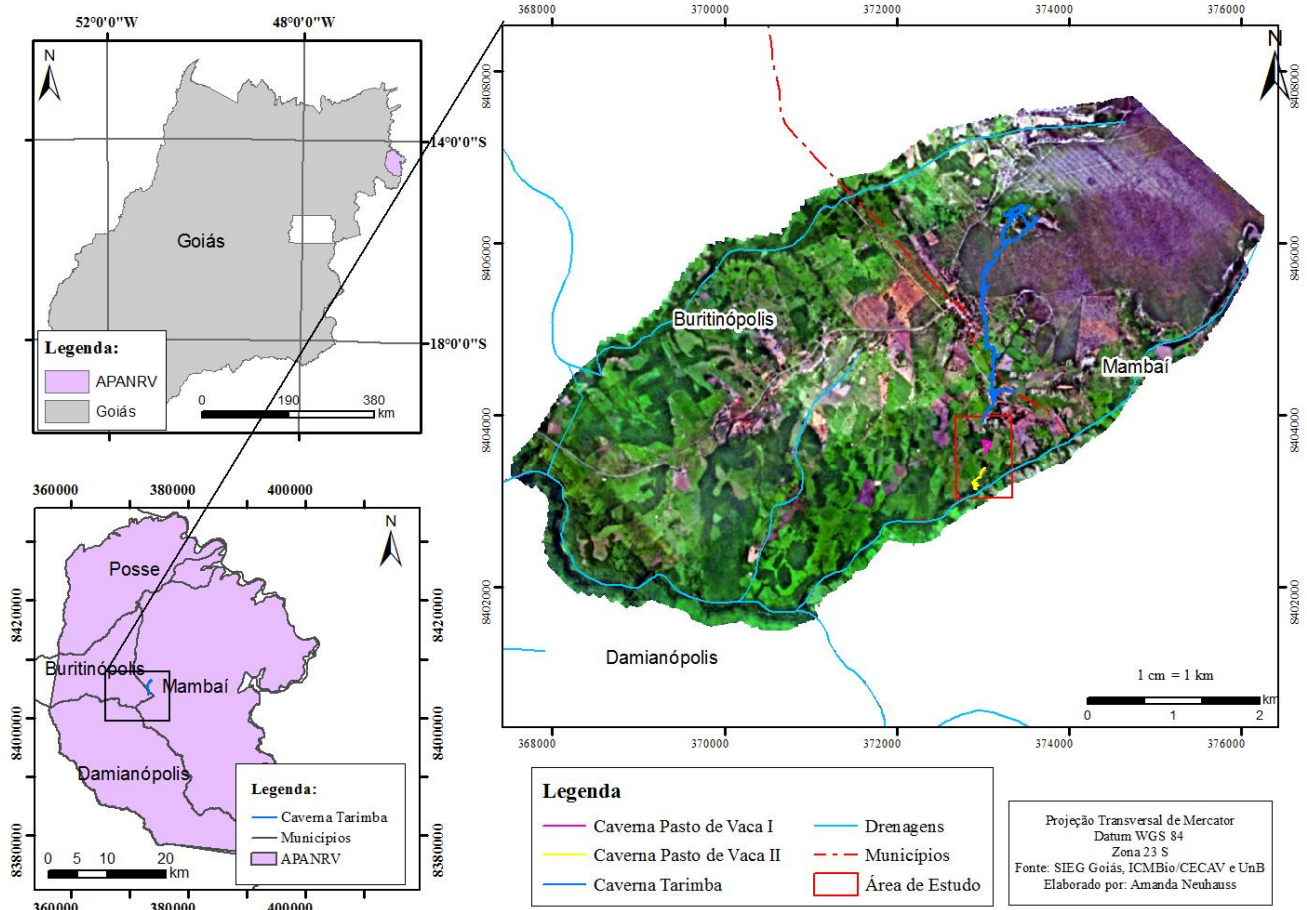 52°0'0"W
48°0'0"W
N
14°0'0"S
Goiás
18°0'0"S
Legenda:
APANRV
Goiás
0 190 380
km
360000 380000 400000
N
Posse
8420000
Buritinópolis
Mambaí
8400000
Damianópolis
8380000
Legenda:
Caverna Tarimba
Municipios
APANRV
0 5 10 20
km
360000 380000 400000
368000 370000 372000 374000 376000
N
8408000
8408000
8406000
8406000
Buritinópolis
Mambaí
8404000
8404000
8402000
8402000
Damianópolis
1 cm = 1 km
0 1 2
km
368000 370000 372000 374000 376000
Legenda
Caverna Pasto de Vaca I
Caverna Pasto de Vaca II
Caverna Tarimba
Drenagens
Municípios
Área de Estudo
Projeção Transversal de Mercator
Datum WGS 84
Zona 23 S
Fonte: SIEG Goiás, ICMBio/CECAV e UnB
Elaborado por: Amanda Neuhauss